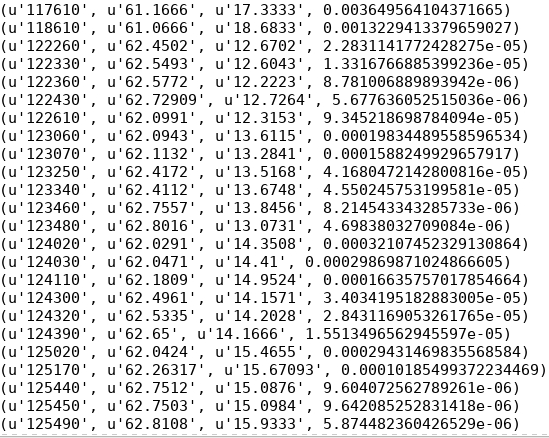 (u'117610', u'61.1666', u'17.3333', 0.003649564104371665)
(u'118610', u'61.0666', u'18.6833', 0.0013229413379659027)
(u'122260', u'62.4502', u'12.6702', 2.2831141772428275e-05)
(u'122330', u'62.5493', u'12.6043', 1.3316766885399236e-05)
(u'122360', u'62.5772', u'12.2223', 8.781006889893942e-06)
(u'122430', u'62.72909', u'12.7264', 5.677636052515036e-06)
(u'122610', u'62.0991', u'12.3153', 9.345218698784094e-05)
(u'123060', u'62.0943', u'13.6115', 0.00019834489558596534)
(u'123070', u'62.1132', u'13.2841', 0.0001588249929657917)
(u'123250', u'62.4172', u'13.5168', 4.1680472142800816e-05)
(u'123340', u'62.4112', u'13.6748', 4.550245753199581e-05)
(u'123460', u'62.7557', u'13.8456', 8.214543343285733e-06)
(u'123480', u'62.8016', u'13.0731', 4.69838032709084e-06)
(u'124020', u'62.0291', u'14.3508', 0.00032107452329130864)
(u'124030', u'62.0471', u'14.41', 0.00029869871024866605)
(u'124110', u'62.1809', u'14.9524', 0.00016635757017854664)
(u'124300', u'62.4961', u'14.1571', 3.4034195182883005e-05)
(u'124320', u'62.5335', u'14.2028', 2.8431169053261765e-05)
(u'124390', u'62.65', u'14.1666', 1.5513496562945597e-05)
(u'125020', u'62.0424', u'15.4655', 0.00029431469835568584)
(u'125170', u'62.26317', u'15.67093', 0.00010185499372234469)
(u'125440', u'62.7512', u'15.0876', 9.604072562789261e-06)
(u'125450', u'62.7503', u'15.0984', 9.642085252831418e-06)
(u'125490', u'62.8108', u'15.9333', 5.874482360426529e-06)